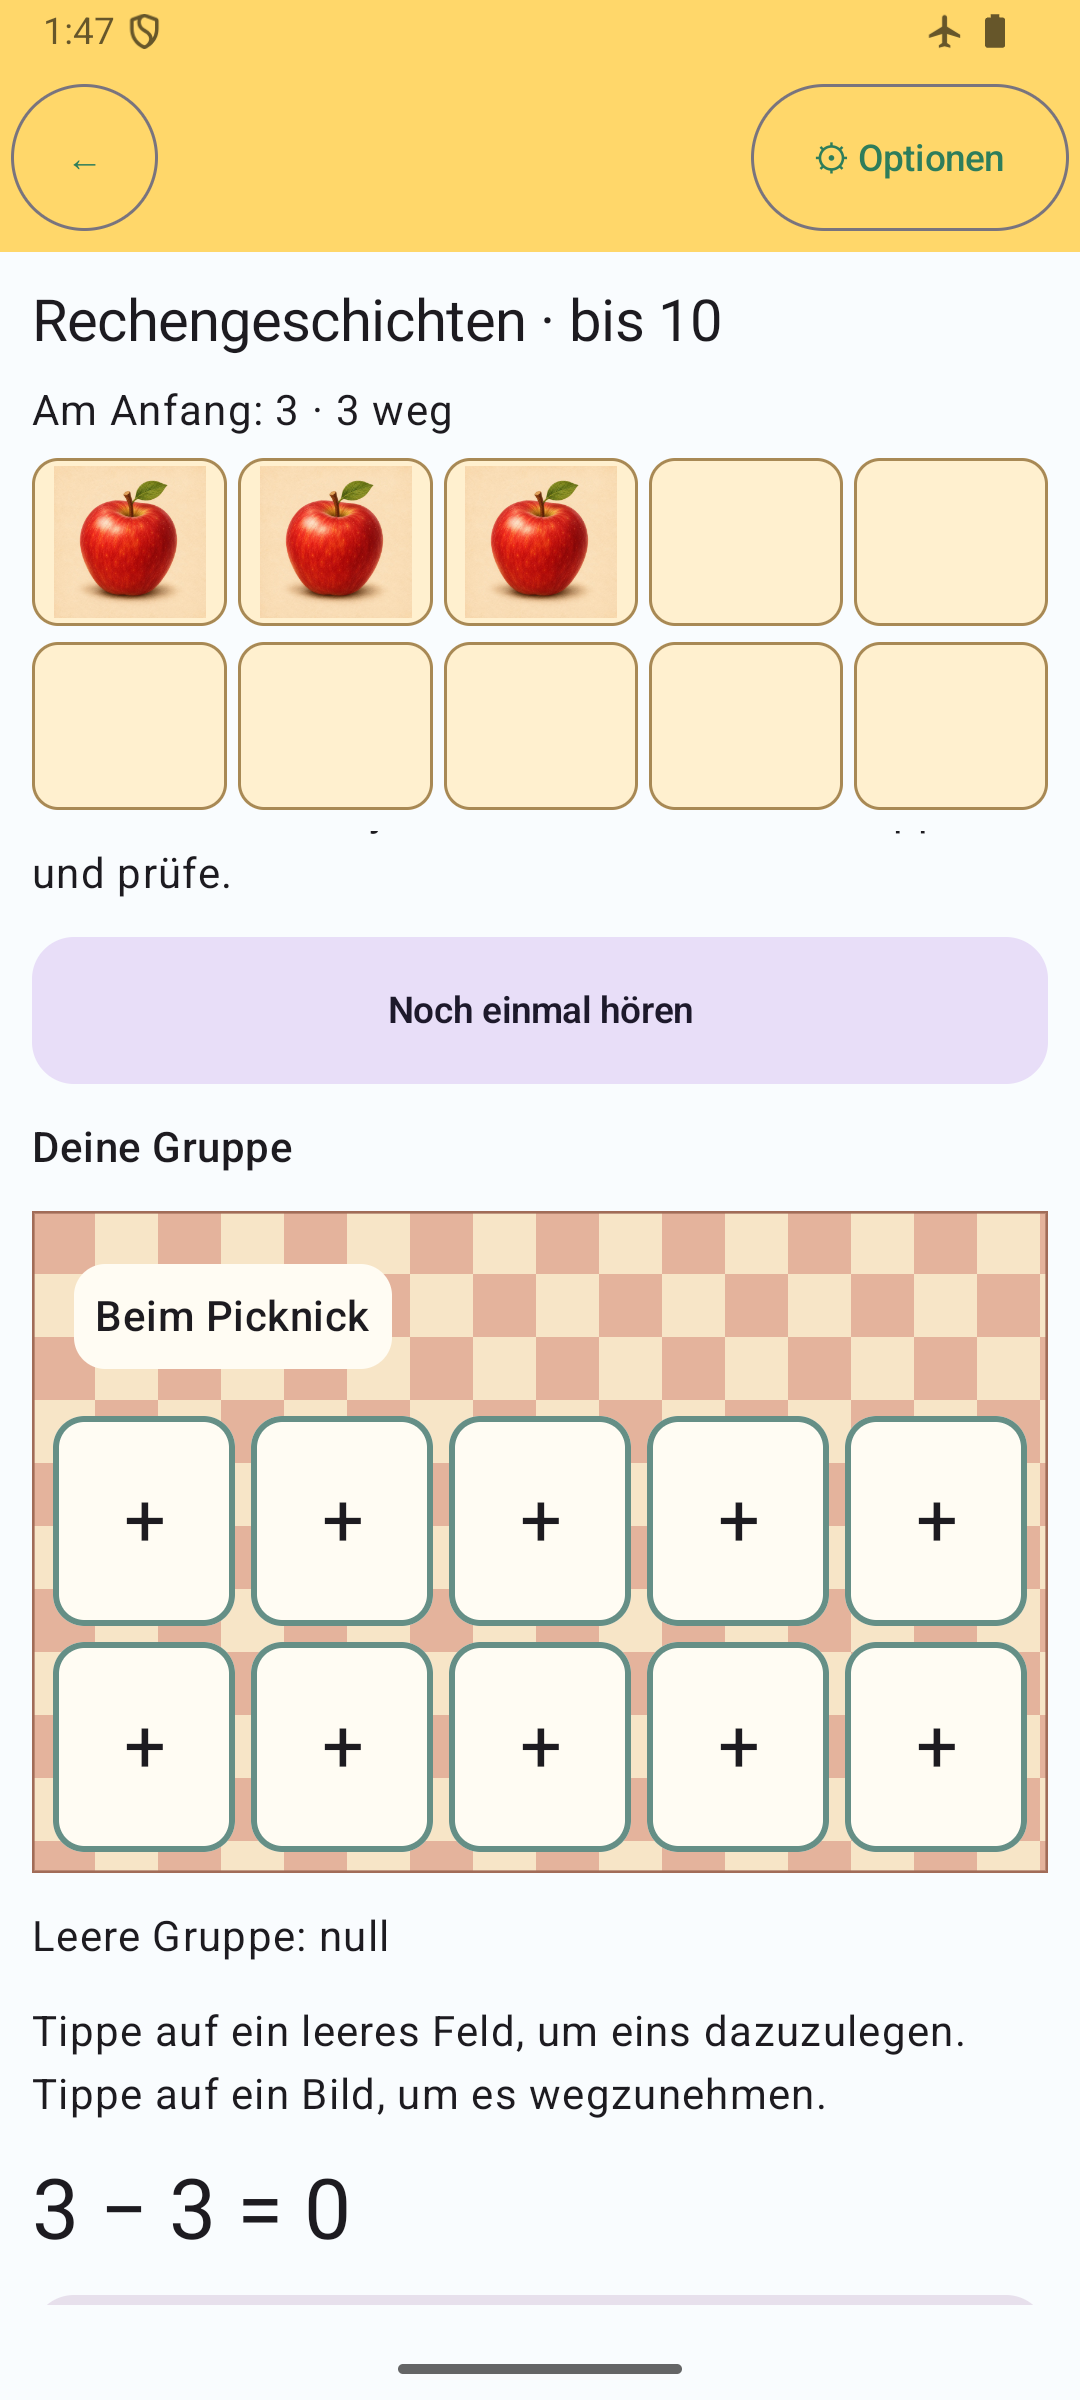 1:47
←
Optionen
Rechengeschichten · bis 10
Am Anfang: 3 · 3 weg
und prüfe.
Noch einmal hören
Deine Gruppe
Beim Picknick
+ + + + +
+ + + + +
Leere Gruppe: null
Tippe auf ein leeres Feld, um eins dazuzulegen.
Tippe auf ein Bild, um es wegzunehmen.
3 − 3 = 0